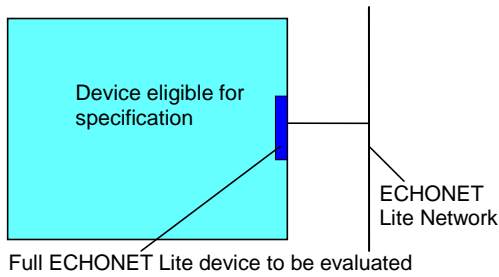 Device eligible for
specification
ECHONET
Lite Network
Full ECHONET Lite device to be evaluated